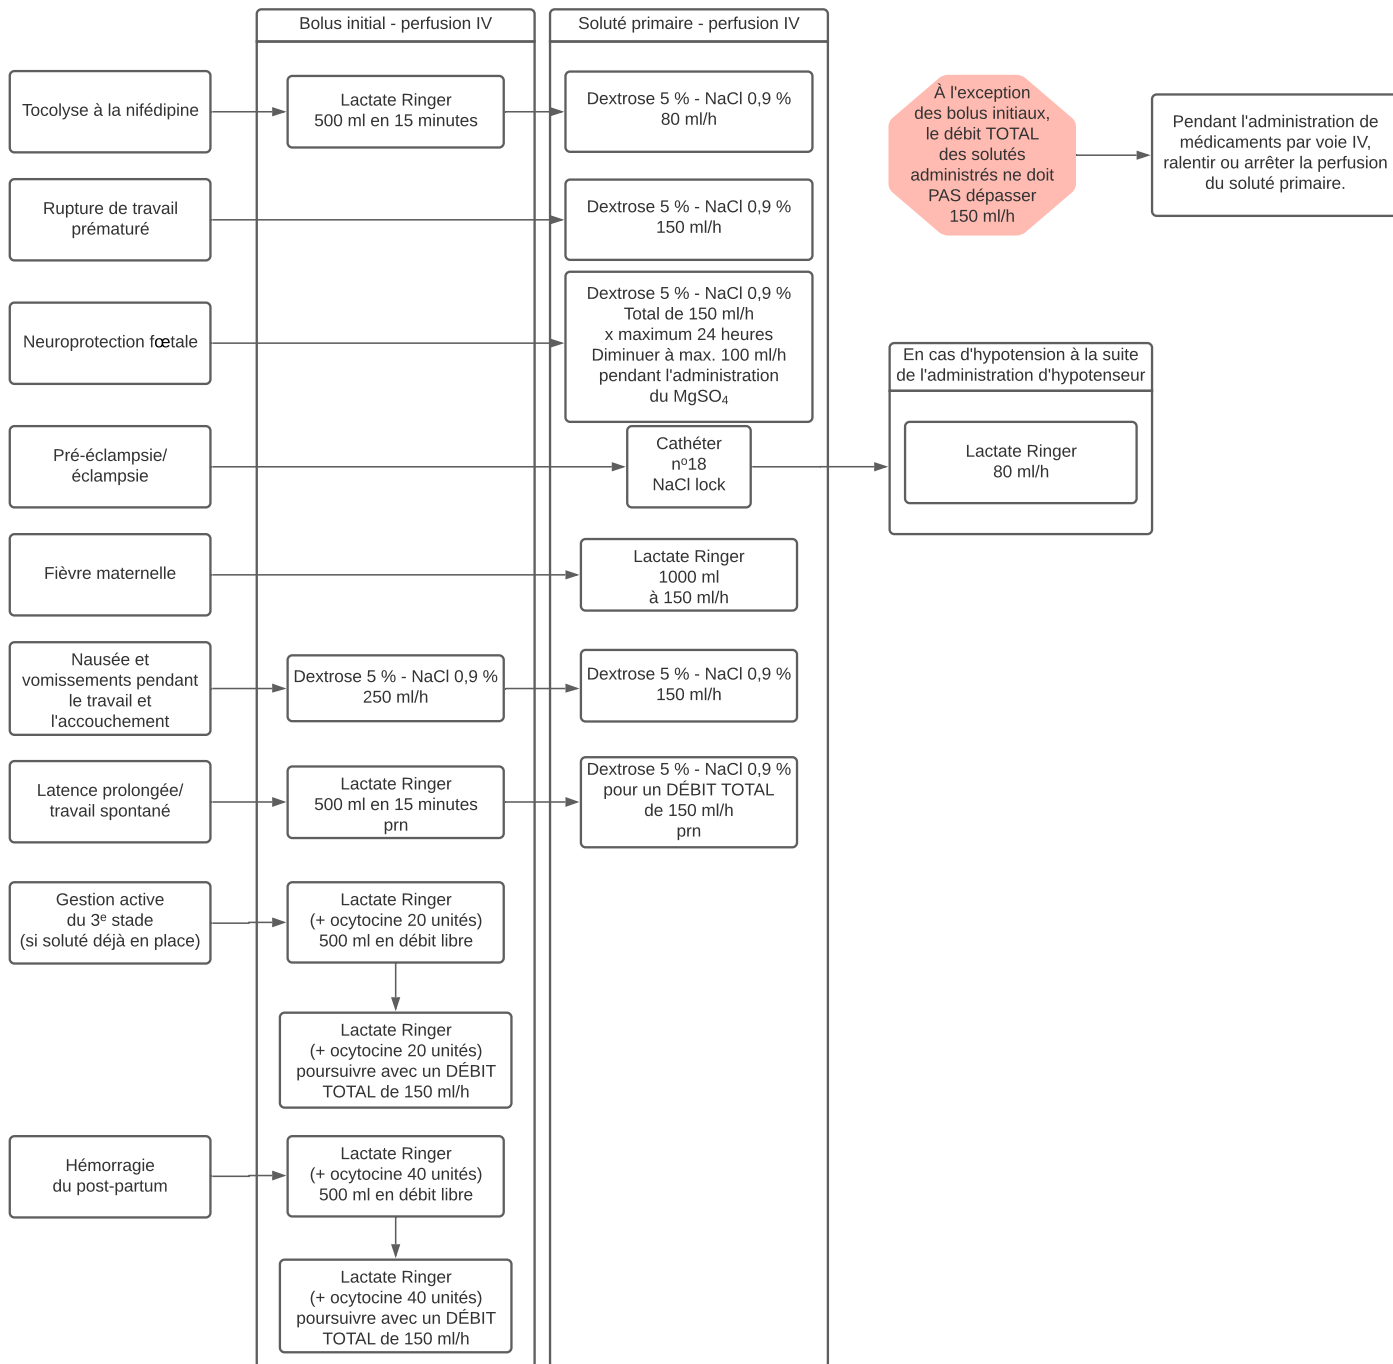 Bolus initial - perfusion IV
Soluté primaire - perfusion IV
Tocolyse à la nifédipine
Lactate Ringer
500 ml en 15 minutes
Dextrose 5 % - NaCl 0,9 %
80 ml/h
À l'exception
des bolus initiaux,
le débit TOTAL
des solutés
administrés ne doit
PAS dépasser
150 ml/h
Pendant l'administration de
médicaments par voie IV,
ralentir ou arrêter la perfusion
du soluté primaire.
Rupture de travail
prématuré
Dextrose 5 % - NaCl 0,9 %
150 ml/h
Neuroprotection fœtale
Dextrose 5 % - NaCl 0,9 %
Total de 150 ml/h
x maximum 24 heures
Diminuer à max. 100 ml/h
pendant l'administration
du MgSO₄
Pré-éclampsie/
éclampsie
Cathéter
nº18
NaCl lock
En cas d'hypotension à la suite
de l'administration d'hypotenseur
Lactate Ringer
80 ml/h
Fièvre maternelle
Lactate Ringer
1000 ml
à 150 ml/h
Nausée et
vomissements pendant
le travail et
l'accouchement
Dextrose 5 % - NaCl 0,9 %
250 ml/h
Dextrose 5 % - NaCl 0,9 %
150 ml/h
Latence prolongée/
travail spontané
Lactate Ringer
500 ml en 15 minutes
prn
Dextrose 5 % - NaCl 0,9 %
pour un DÉBIT TOTAL
de 150 ml/h
prn
Gestion active
du 3ᵉ stade
(si soluté déjà en place)
Lactate Ringer
(+ ocytocine 20 unités)
500 ml en débit libre
Lactate Ringer
(+ ocytocine 20 unités)
poursuivre avec un DÉBIT
TOTAL de 150 ml/h
Hémorragie
du post-partum
Lactate Ringer
(+ ocytocine 40 unités)
500 ml en débit libre
Lactate Ringer
(+ ocytocine 40 unités)
poursuivre avec un DÉBIT
TOTAL de 150 ml/h